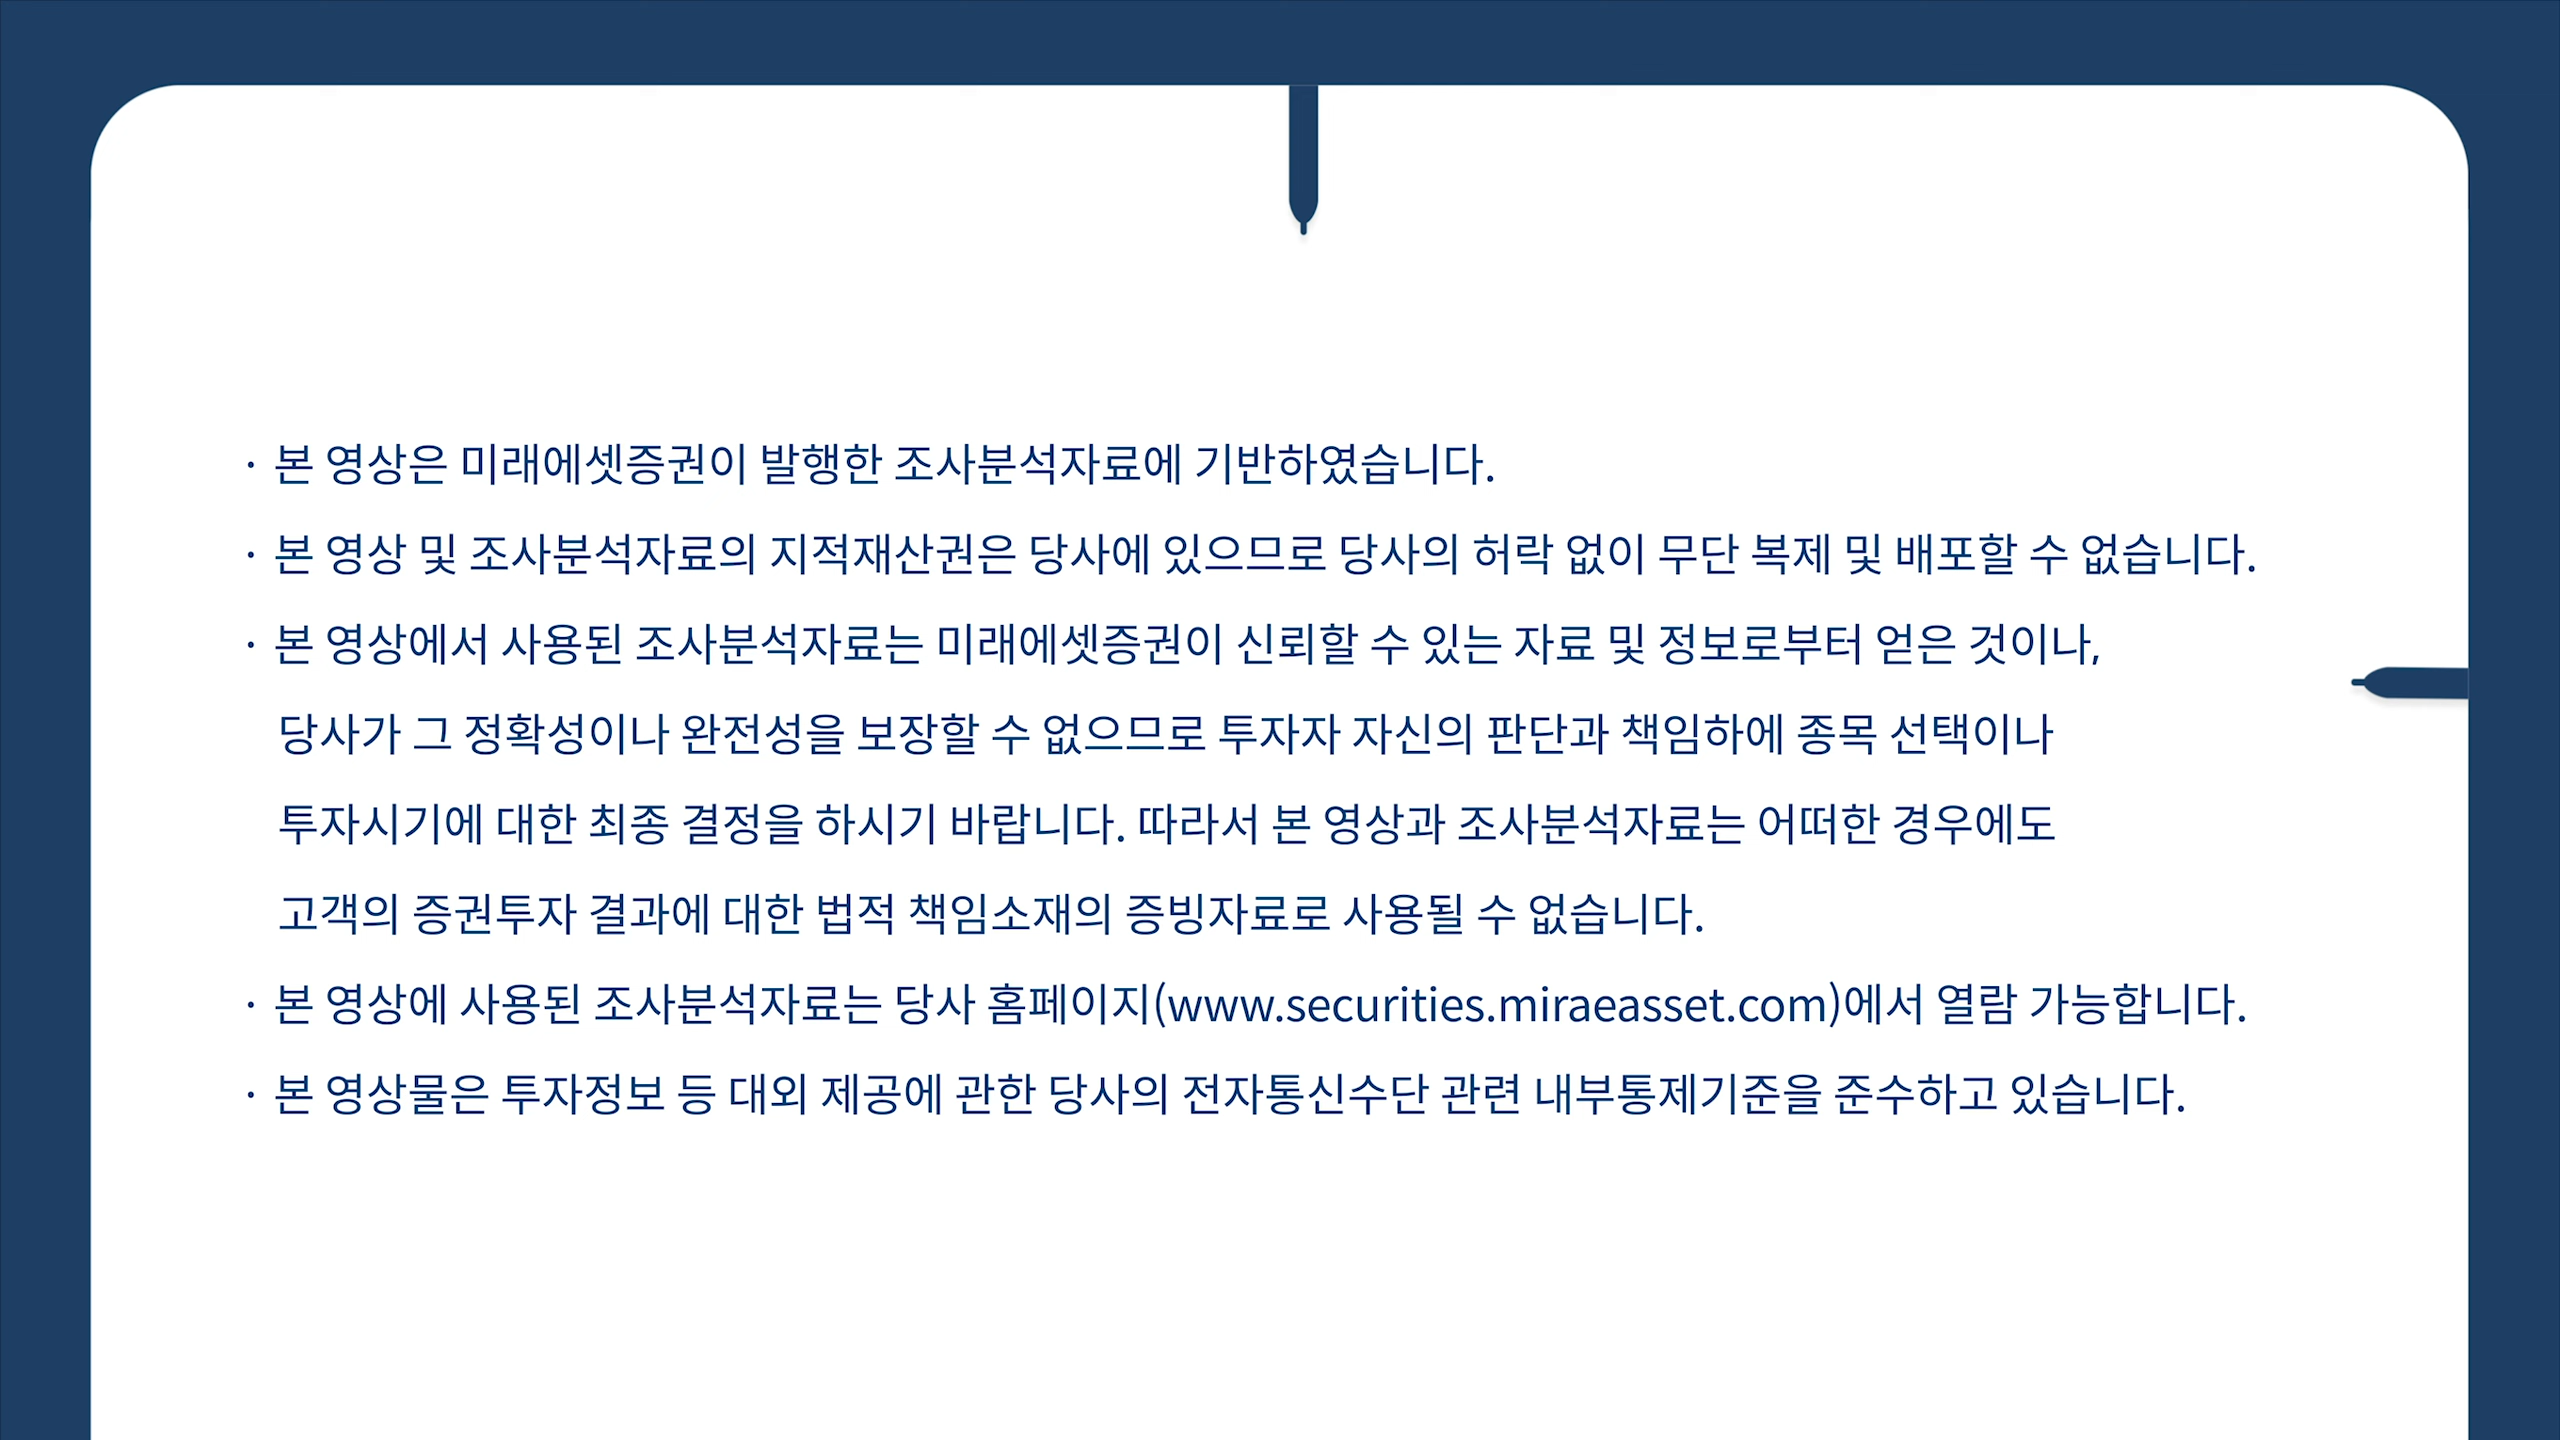 · 본 영상은 미래에셋증권이 발행한 조사분석자료에 기반하였습니다.
· 본 영상 및 조사분석자료의 지적재산권은 당사에 있으므로 당사의 허락 없이 무단 복제 및 배포할 수 없습니다.
· 본 영상에서 사용된 조사분석자료는 미래에셋증권이 신뢰할 수 있는 자료 및 정보로부터 얻은 것이나,
당사가 그 정확성이나 완전성을 보장할 수 없으므로 투자자 자신의 판단과 책임하에 종목 선택이나
투자시기에 대한 최종 결정을 하시기 바랍니다. 따라서 본 영상과 조사분석자료는 어떠한 경우에도
고객의 증권투자 결과에 대한 법적 책임소재의 증빙자료로 사용될 수 없습니다.
· 본 영상에 사용된 조사분석자료는 당사 홈페이지(www.securities.miraeasset.com)에서 열람 가능합니다.
· 본 영상물은 투자정보 등 대외 제공에 관한 당사의 전자통신수단 관련 내부통제기준을 준수하고 있습니다.